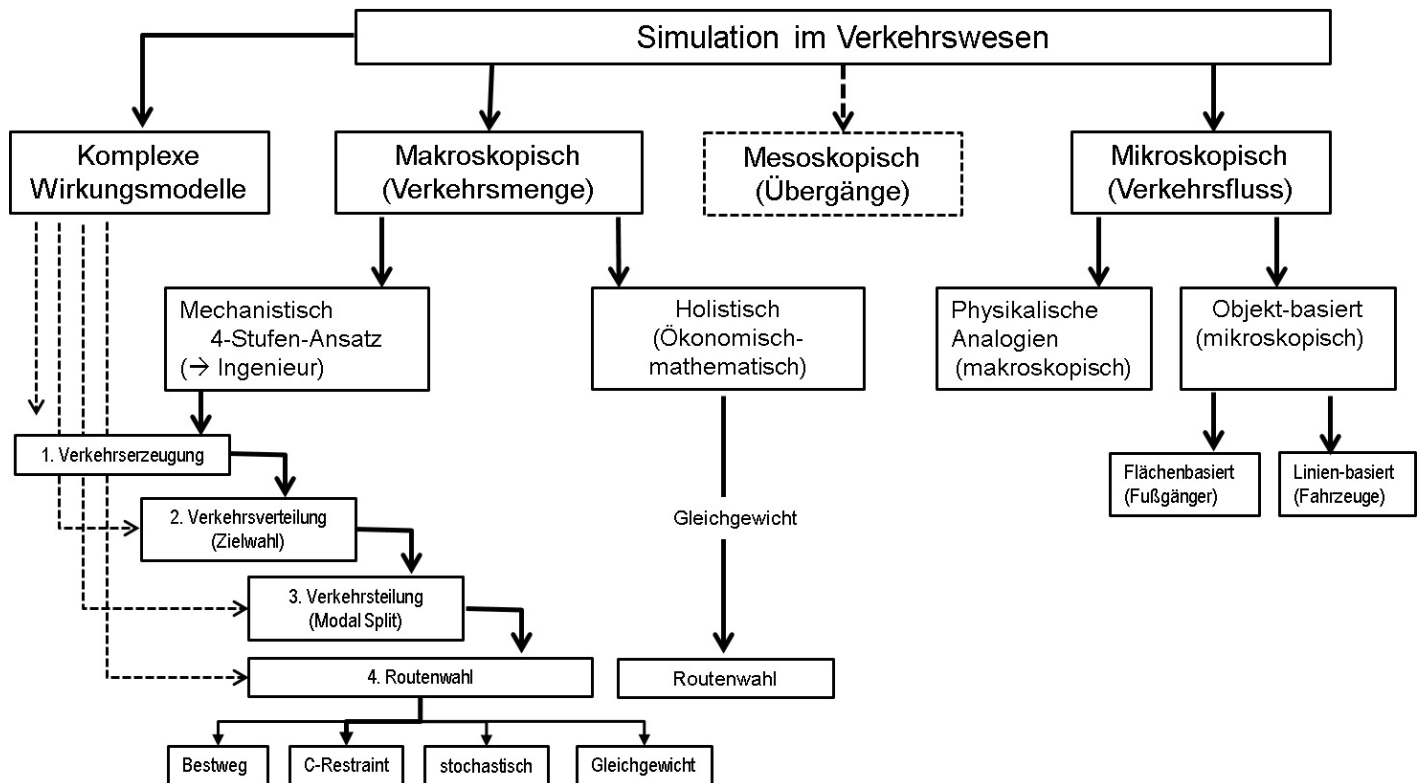 Simulation im Verkehrswesen
Komplexe
Wirkungsmodelle
Makroskopisch
(Verkehrsmenge)
Mesoskopisch
(Übergänge)
Mikroskopisch
(Verkehrsfluss)
Mechanistisch
4-Stufen-Ansatz
(→ Ingenieur)
Holistisch
(Ökonomisch-
mathematisch)
Physikalische
Analogien
(makroskopisch)
Objekt-basiert
(mikroskopisch)
1. Verkehrserzeugung
Flächenbasiert
(Fußgänger)
Linien-basiert
(Fahrzeuge)
2. Verkehrsverteilung
(Zielwahl)
Gleichgewicht
3. Verkehrsteilung
(Modal Split)
4. Routenwahl
Routenwahl
Bestweg
C-Restraint
stochastisch
Gleichgewicht